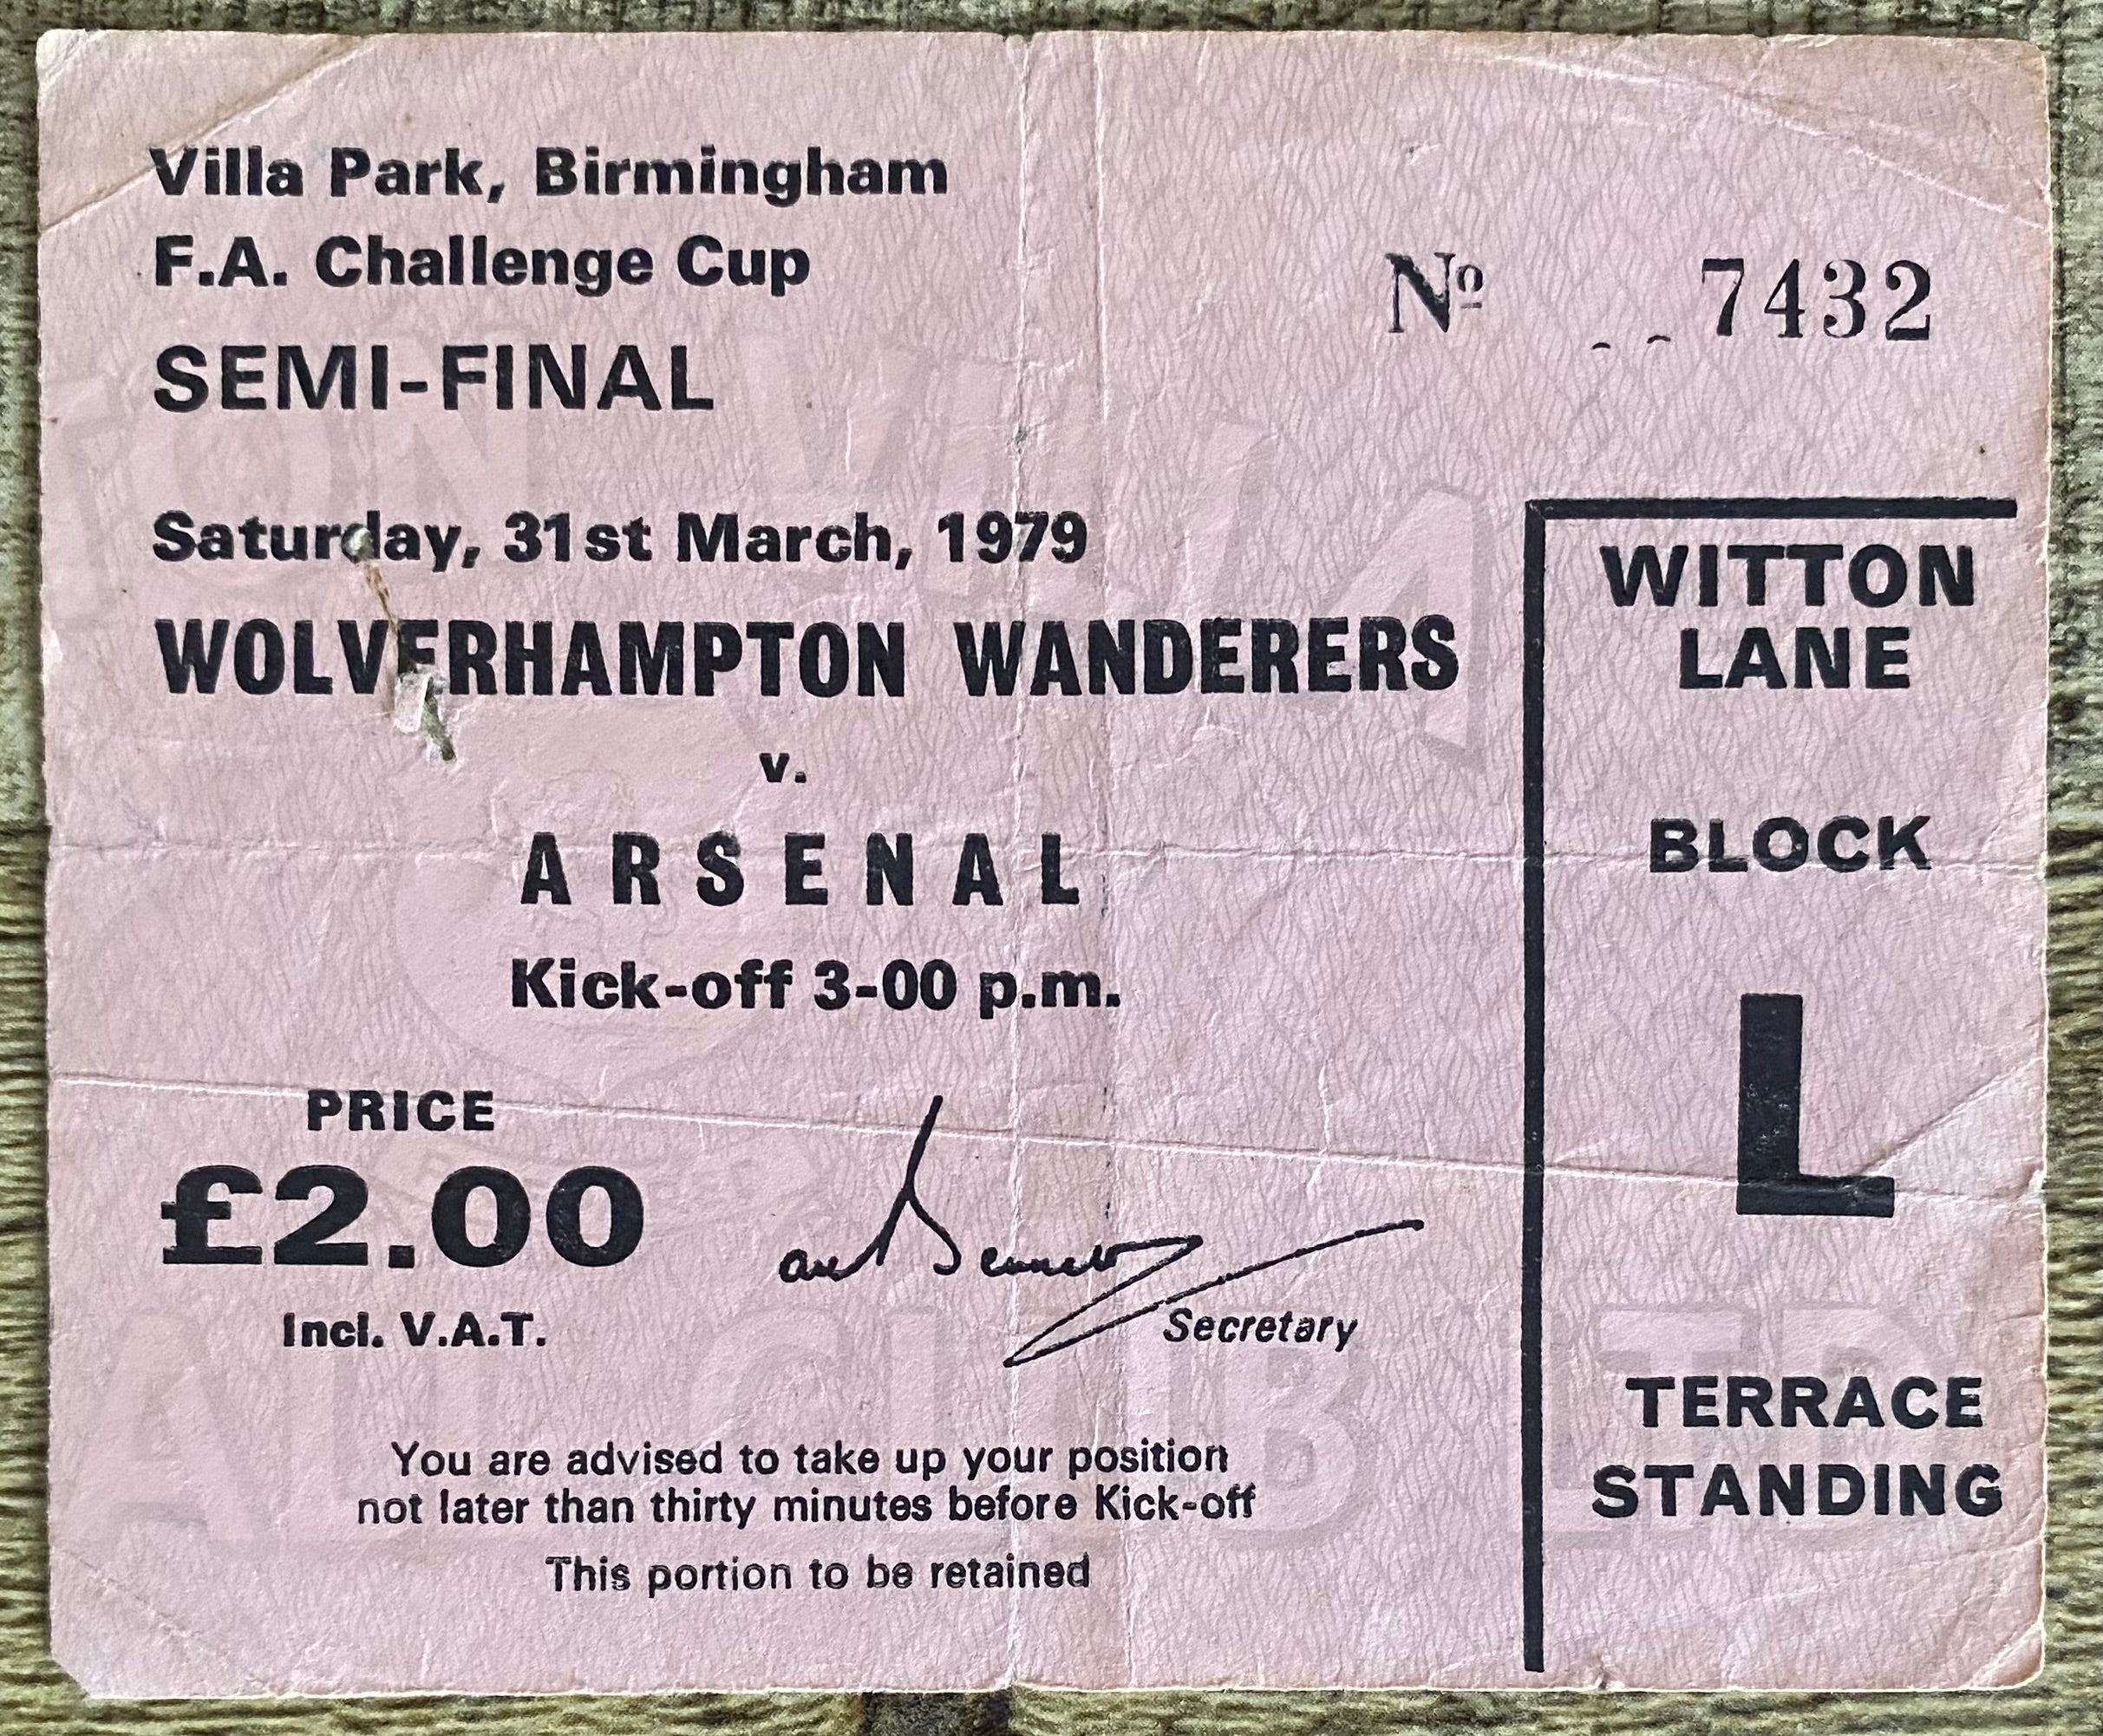 Villa Park, Birmingham
F.A. Challenge Cup
SEMI-FINAL
Nº 7432
Saturday, 31st March, 1979
WOLVERHAMPTON WANDERERS
v.
ARSENAL
Kick-off 3-00 p.m.
PRICE
£2.00
Incl. V.A.T.
Secretary
You are advised to take up your position
not later than thirty minutes before Kick-off
This portion to be retained
WITTON
LANE
BLOCK
L
TERRACE
STANDING